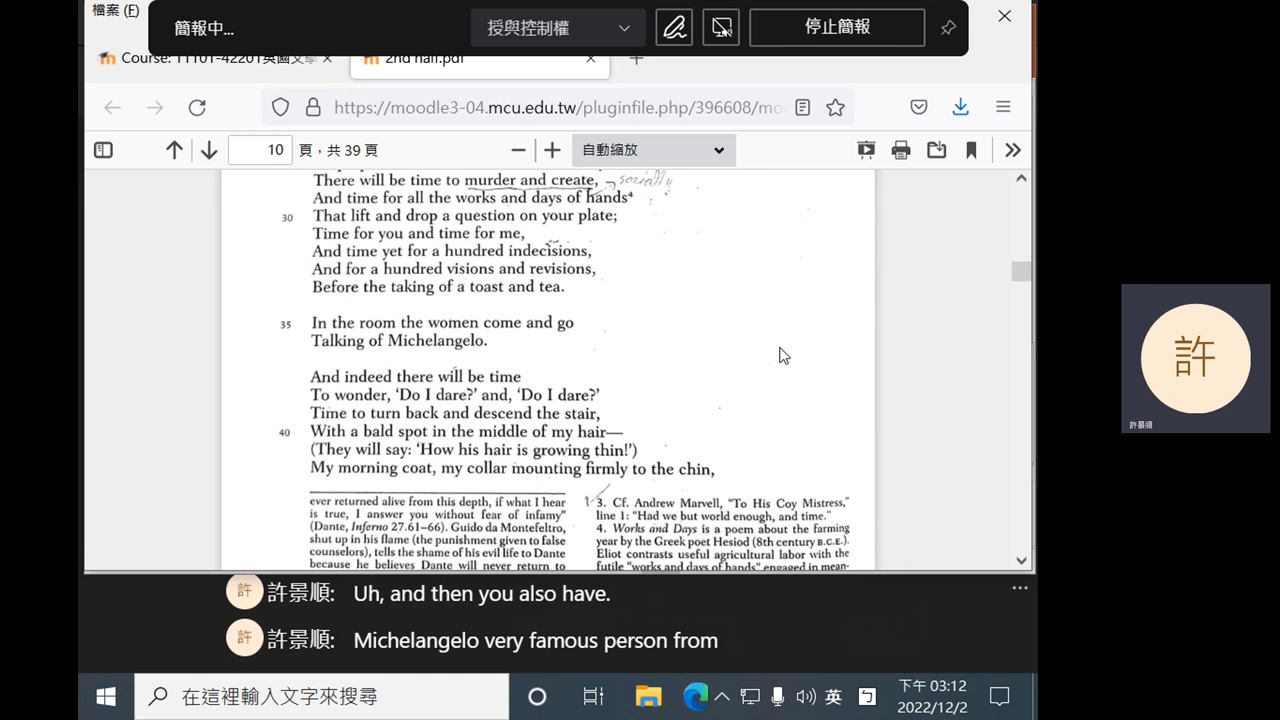 檔案 (F)
簡報中...
授與控制權
停止簡報
Course: 11101-42201英國文學
2nd half.pdf
https://moodle3-04.mcu.edu.tw/pluginfile.php/396608/mo
10 頁，共 39 頁
自動縮放
There will be time to murder and create,
socially
And time for all the works and days of hands⁴
30 That lift and drop a question on your plate;
Time for you and time for me,
And time yet for a hundred indecisions,
And for a hundred visions and revisions,
Before the taking of a toast and tea.
35 In the room the women come and go
Talking of Michelangelo.
And indeed there will be time
To wonder, ‘Do I dare?’ and, ‘Do I dare?’
Time to turn back and descend the stair,
40 With a bald spot in the middle of my hair—
(They will say: ‘How his hair is growing thin!’)
My morning coat, my collar mounting firmly to the chin,
ever returned alive from this depth, if what I hear
is true, I answer you without fear of infamy”
(Dante, Inferno 27.61–66). Guido da Montefeltro,
shut up in his flame (the punishment given to false
counselors), tells the shame of his evil life to Dante
because he believes Dante will never return to
3. Cf. Andrew Marvell, “To His Coy Mistress,”
line 1: “Had we but world enough, and time.”
4. Works and Days is a poem about the farming
year by the Greek poet Hesiod (8th century B.C.E.).
Eliot contrasts useful agricultural labor with the
futile “works and days of hands” engaged in mean-
許
許景順
許 許景順: Uh, and then you also have.
許 許景順: Michelangelo very famous person from
在這裡輸入文字來搜尋
英
下午 03:12
2022/12/2